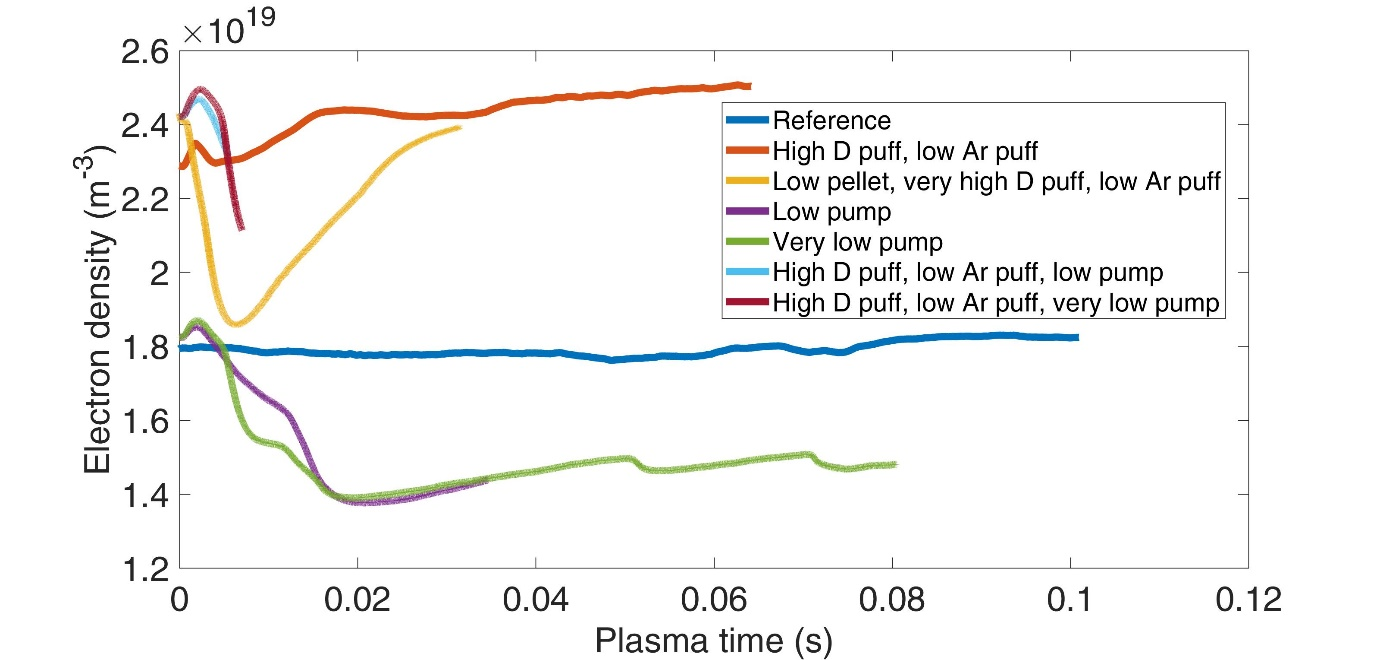 ×10^19
2.6
2.4
2.2
2
1.8
1.6
1.4
1.2
Electron density (m^-3)
Reference
High D puff, low Ar puff
Low pellet, very high D puff, low Ar puff
Low pump
Very low pump
High D puff, low Ar puff, low pump
High D puff, low Ar puff, very low pump
0 0.02 0.04 0.06 0.08 0.1 0.12
Plasma time (s)